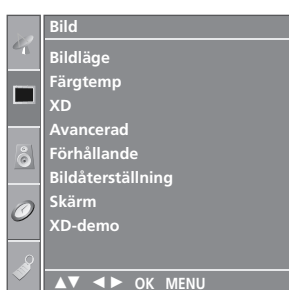 Bild
Bildläge
Färgtemp
XD
Avancerad
Förhållande
Bildåterställning
Skärm
XD-demo
▲▼ ◄► OK MENU